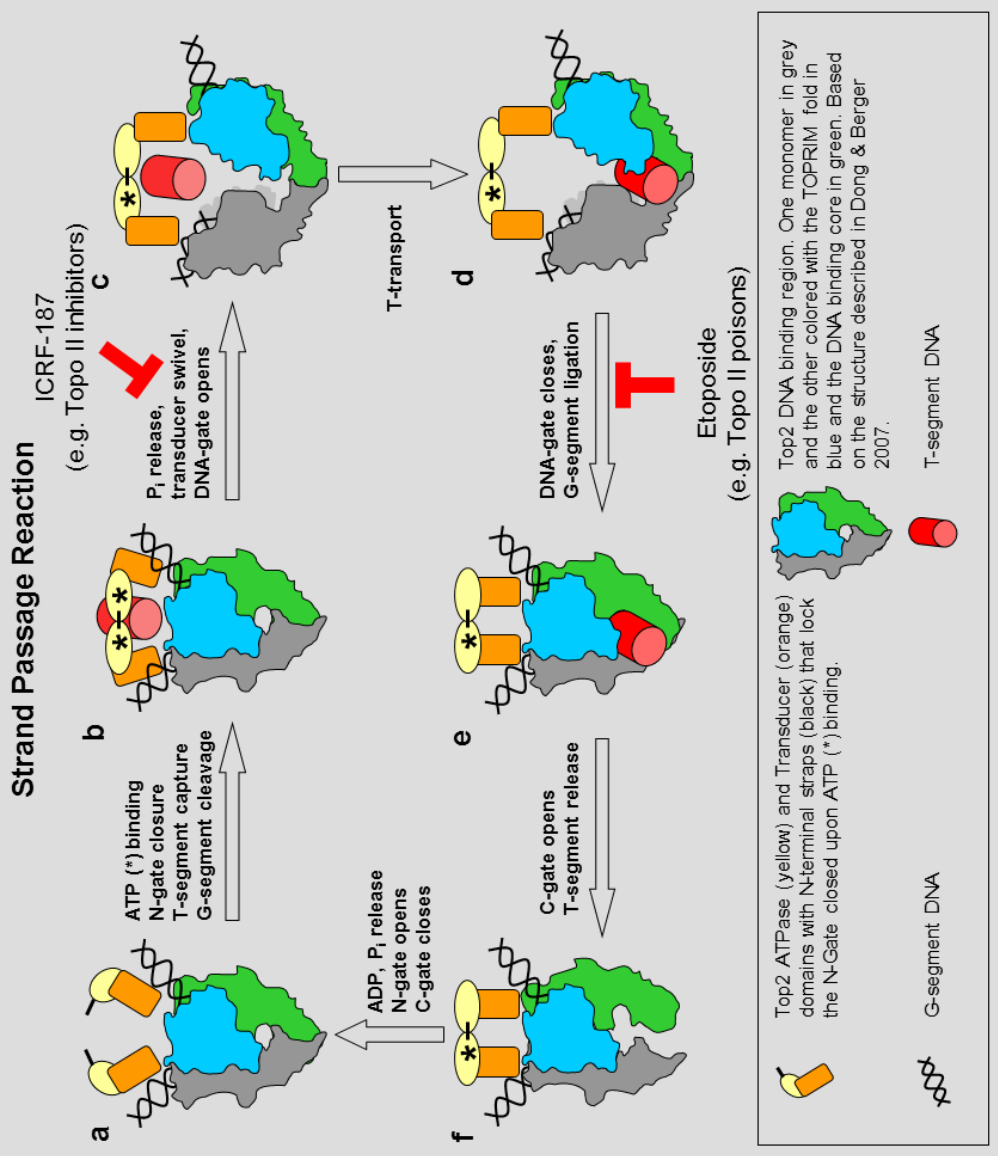 Strand Passage Reaction
a
ATP (*) binding
N-gate closure
T-segment capture
G-segment cleavage
b
* *
Pi release,
transducer swivel,
DNA-gate opens
ICRF-187
(e.g. Topo II inhibitors)
c
*
T-transport
d
*
DNA-gate closes,
G-segment ligation
Etoposide
(e.g. Topo II poisons)
e
*
C-gate opens
T-segment release
f
*
ADP, Pi release
N-gate opens
C-gate closes
Top2 ATPase (yellow) and Transducer (orange)
domains with N-terminal straps (black) that lock
the N-Gate closed upon ATP (*) binding.
G-segment DNA
Top2 DNA binding region. One monomer in grey
and the other colored with the TOPRIM fold in
blue and the DNA binding core in green. Based
on the structure described in Dong & Berger
2007.
T-segment DNA